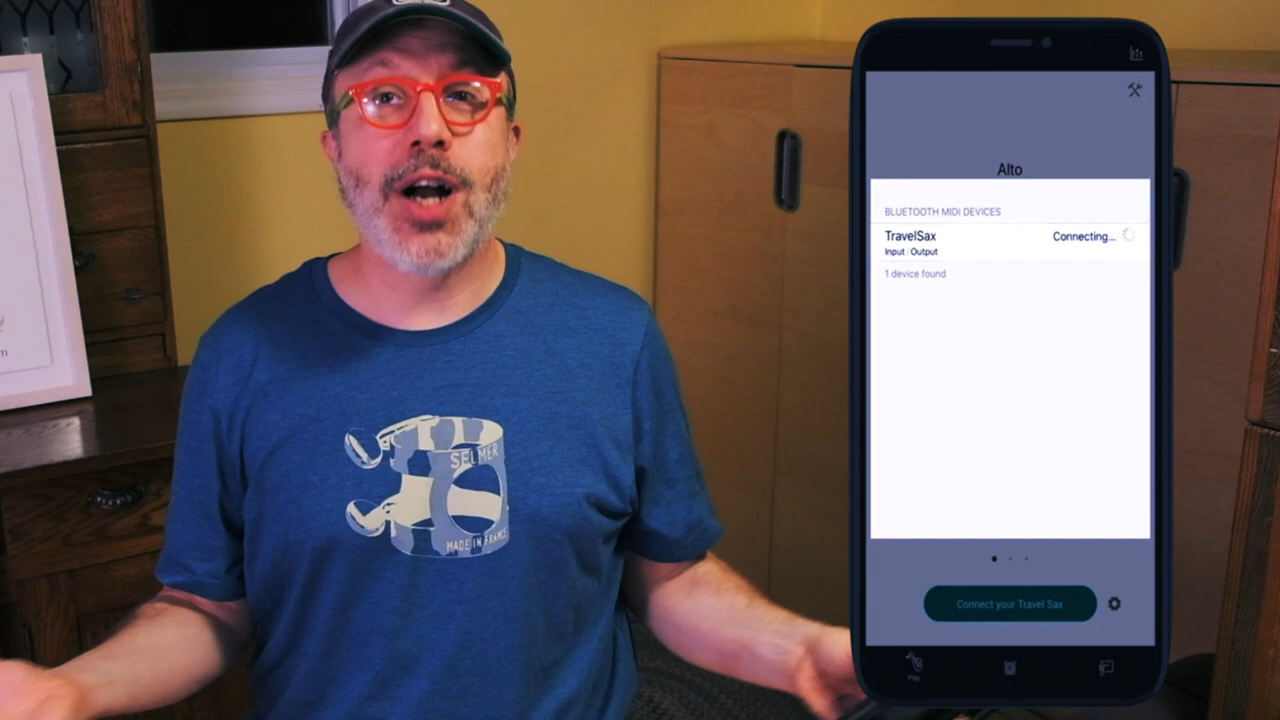 m
SELMER
MADE IN FRANCE
Alto
BLUETOOTH MIDI DEVICES
TravelSax
Connecting...
Input / Output
1 device found
Connect your Travel Sax
Play